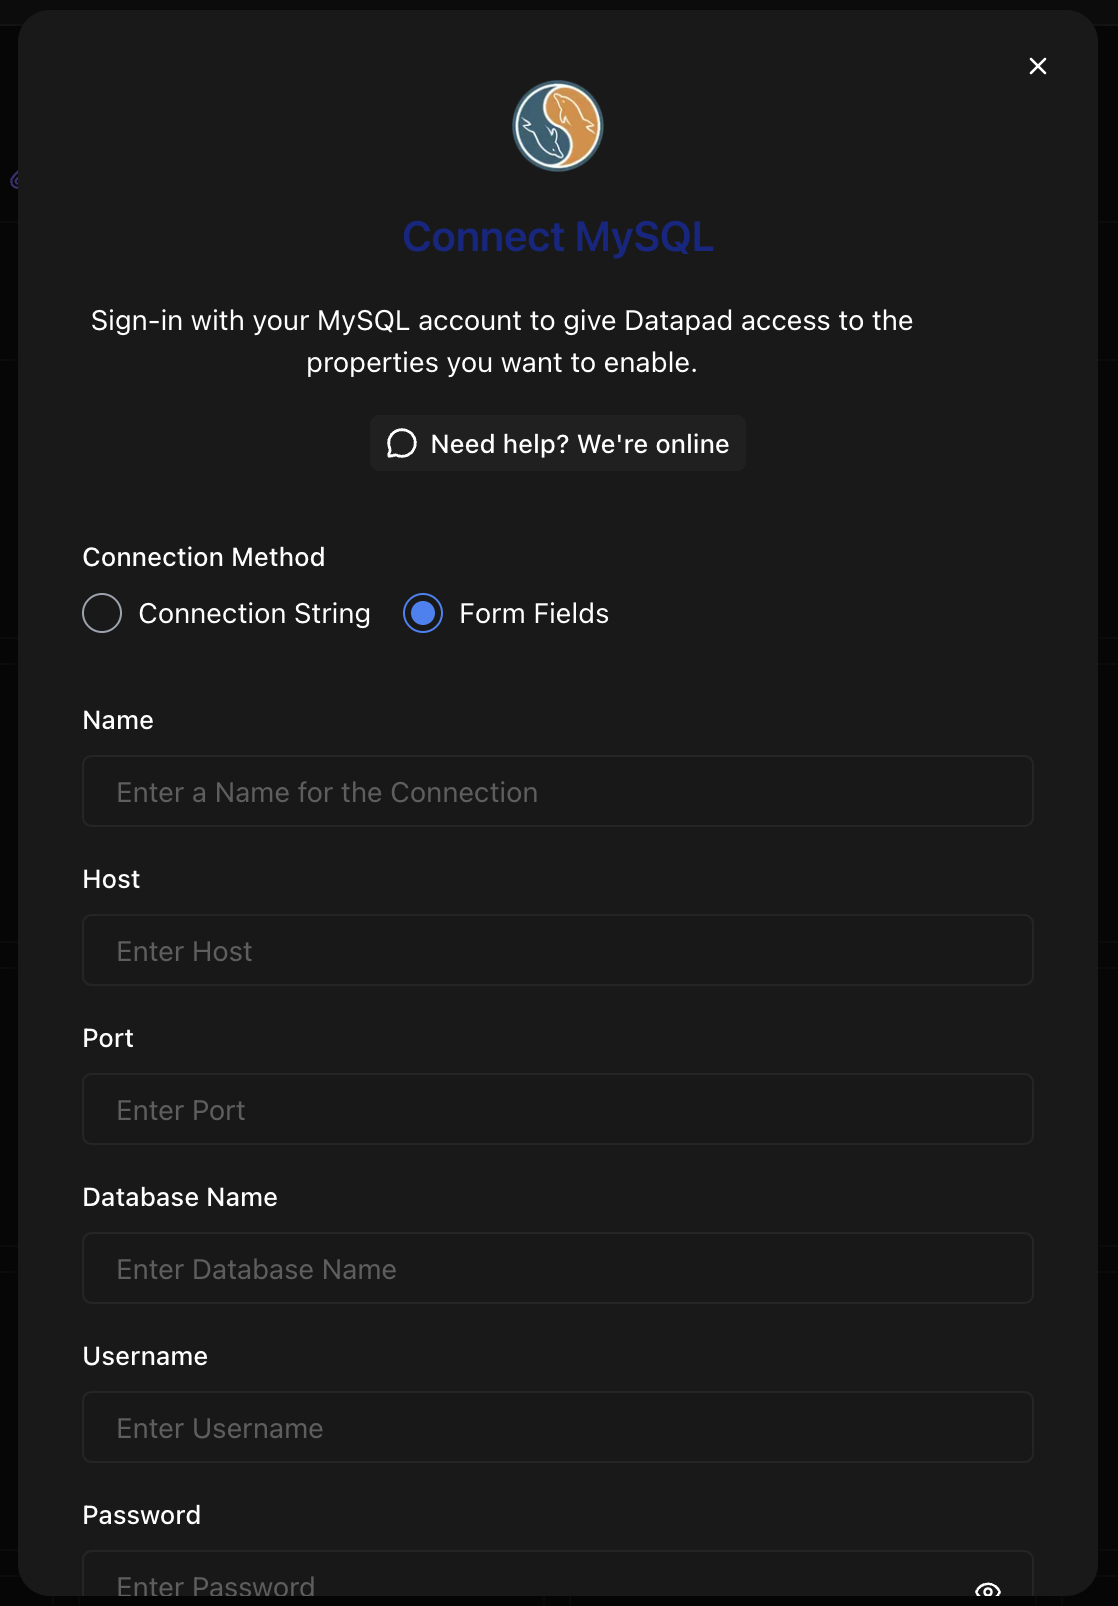 Connect MySQL
Sign-in with your MySQL account to give Datapad access to the
properties you want to enable.
Need help? We're online
Connection Method
Connection String
Form Fields
Name
Enter a Name for the Connection
Host
Enter Host
Port
Enter Port
Database Name
Enter Database Name
Username
Enter Username
Password
Enter Password